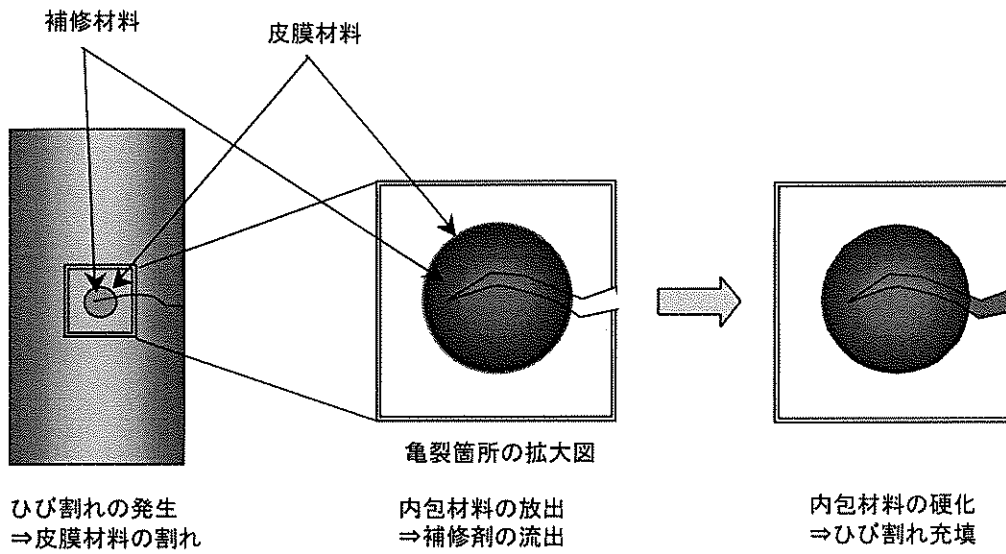 補修材料
皮膜材料
亀裂箇所の拡大図
ひび割れの発生
⇒皮膜材料の割れ
内包材料の放出
⇒補修剤の流出
内包材料の硬化
⇒ひび割れ充填